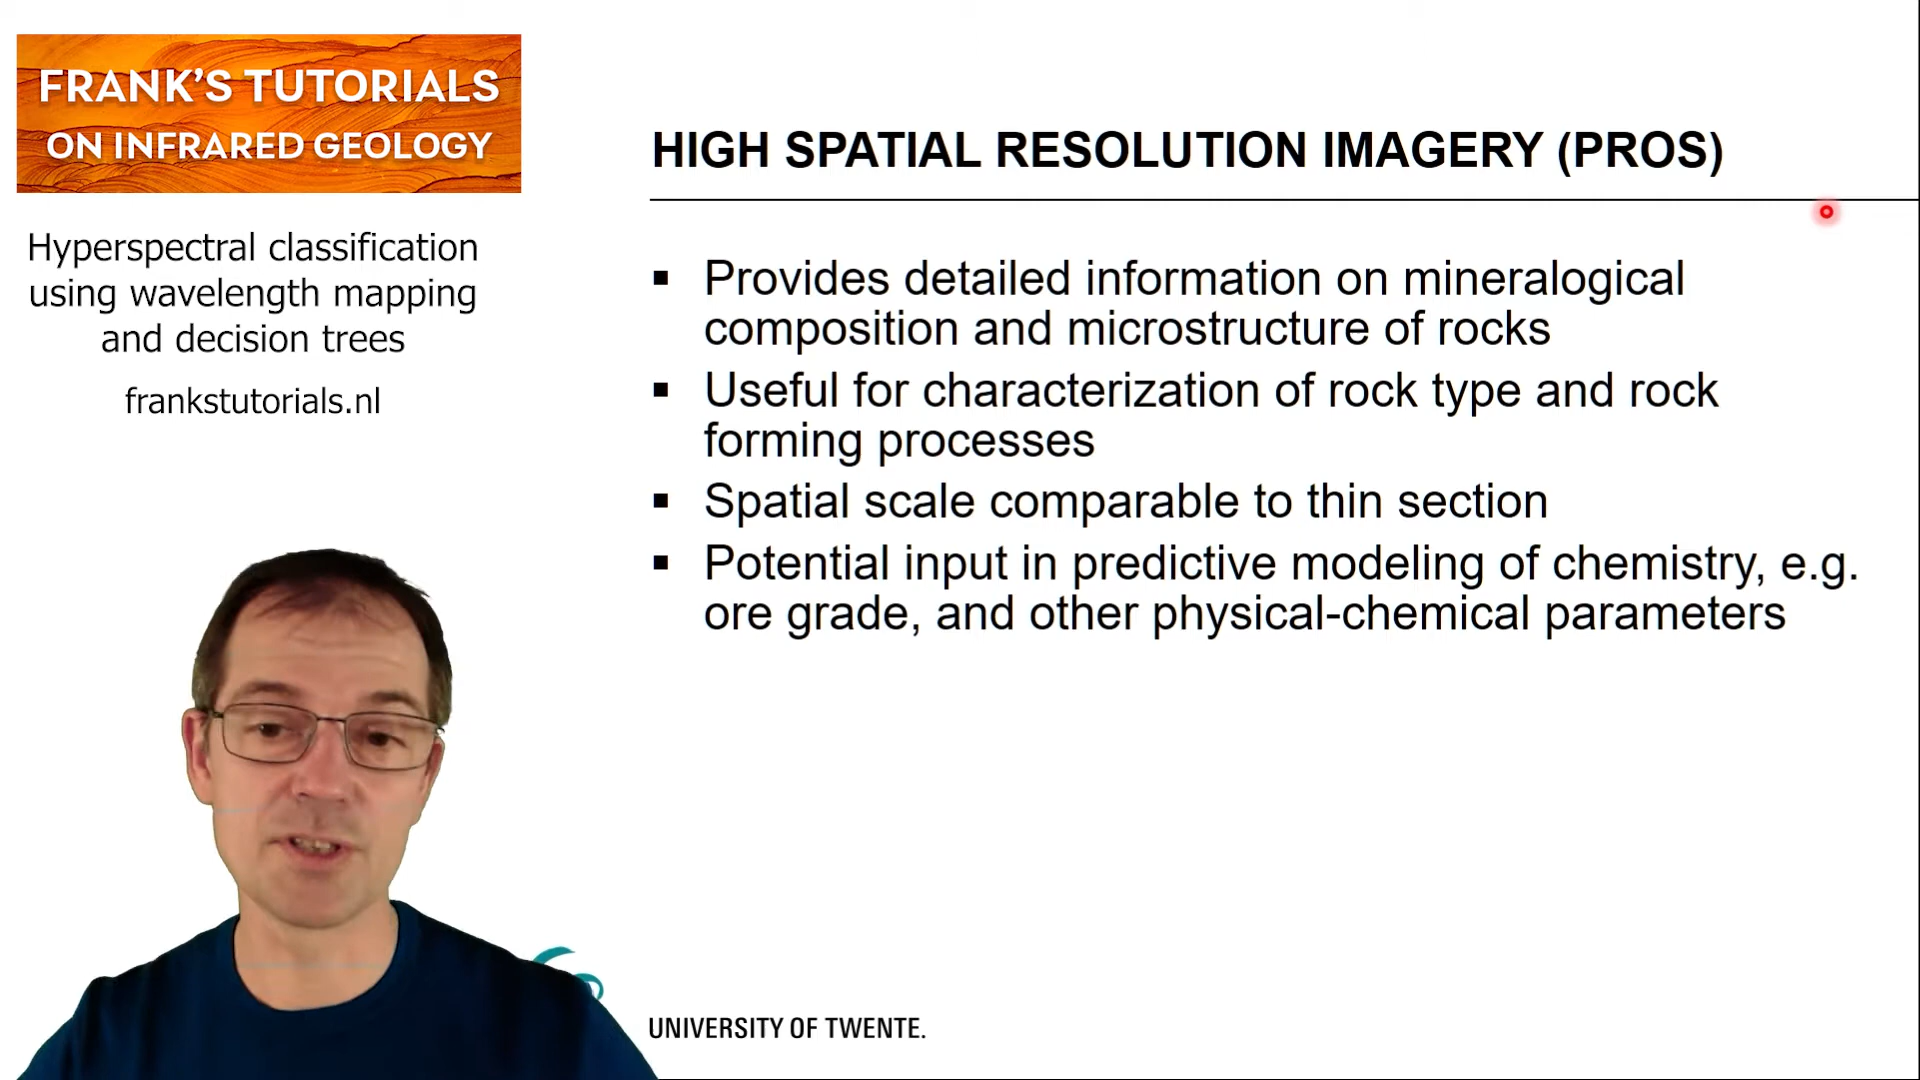 FRANK'S TUTORIALS
ON INFRARED GEOLOGY
Hyperspectral classification
using wavelength mapping
and decision trees
frankstutorials.nl
HIGH SPATIAL RESOLUTION IMAGERY (PROS)
▪ Provides detailed information on mineralogical
composition and microstructure of rocks
▪ Useful for characterization of rock type and rock
forming processes
▪ Spatial scale comparable to thin section
▪ Potential input in predictive modeling of chemistry, e.g.
ore grade, and other physical-chemical parameters
UNIVERSITY OF TWENTE.